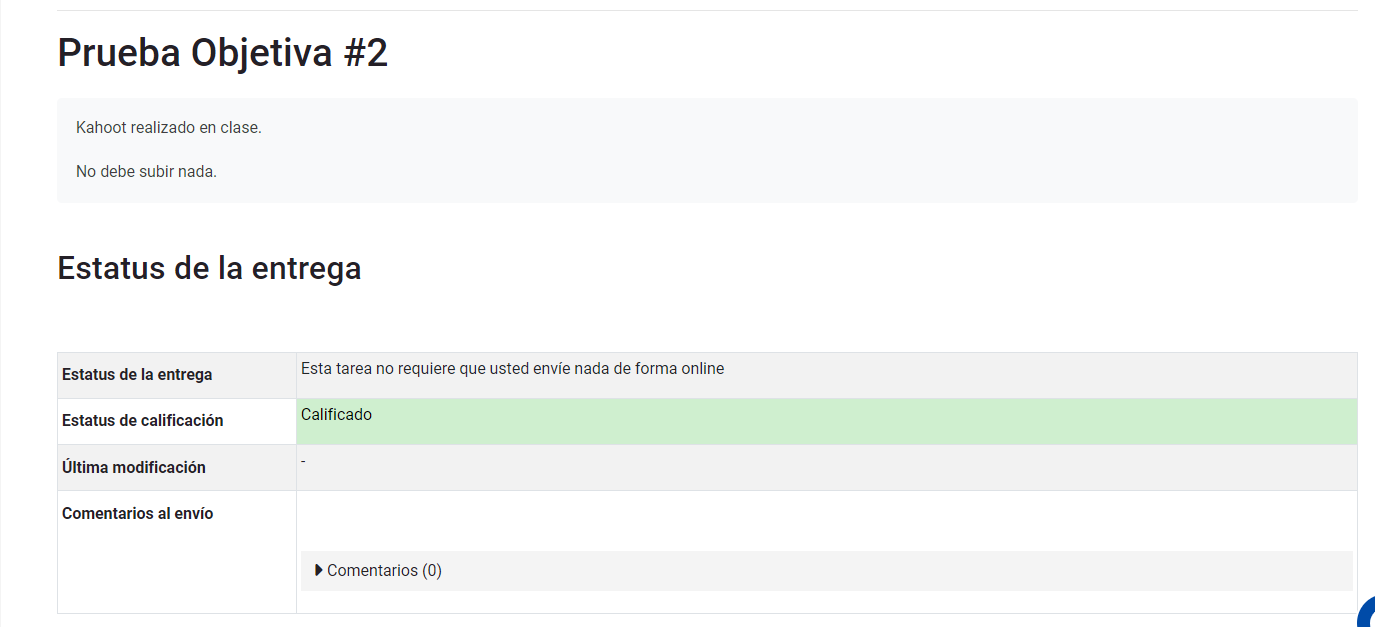 Prueba Objetiva #2
Kahoot realizado en clase.
No debe subir nada.
Estatus de la entrega
Estatus de la entrega
Esta tarea no requiere que usted envíe nada de forma online
Estatus de calificación
Calificado
Última modificación
-
Comentarios al envío
Comentarios (0)